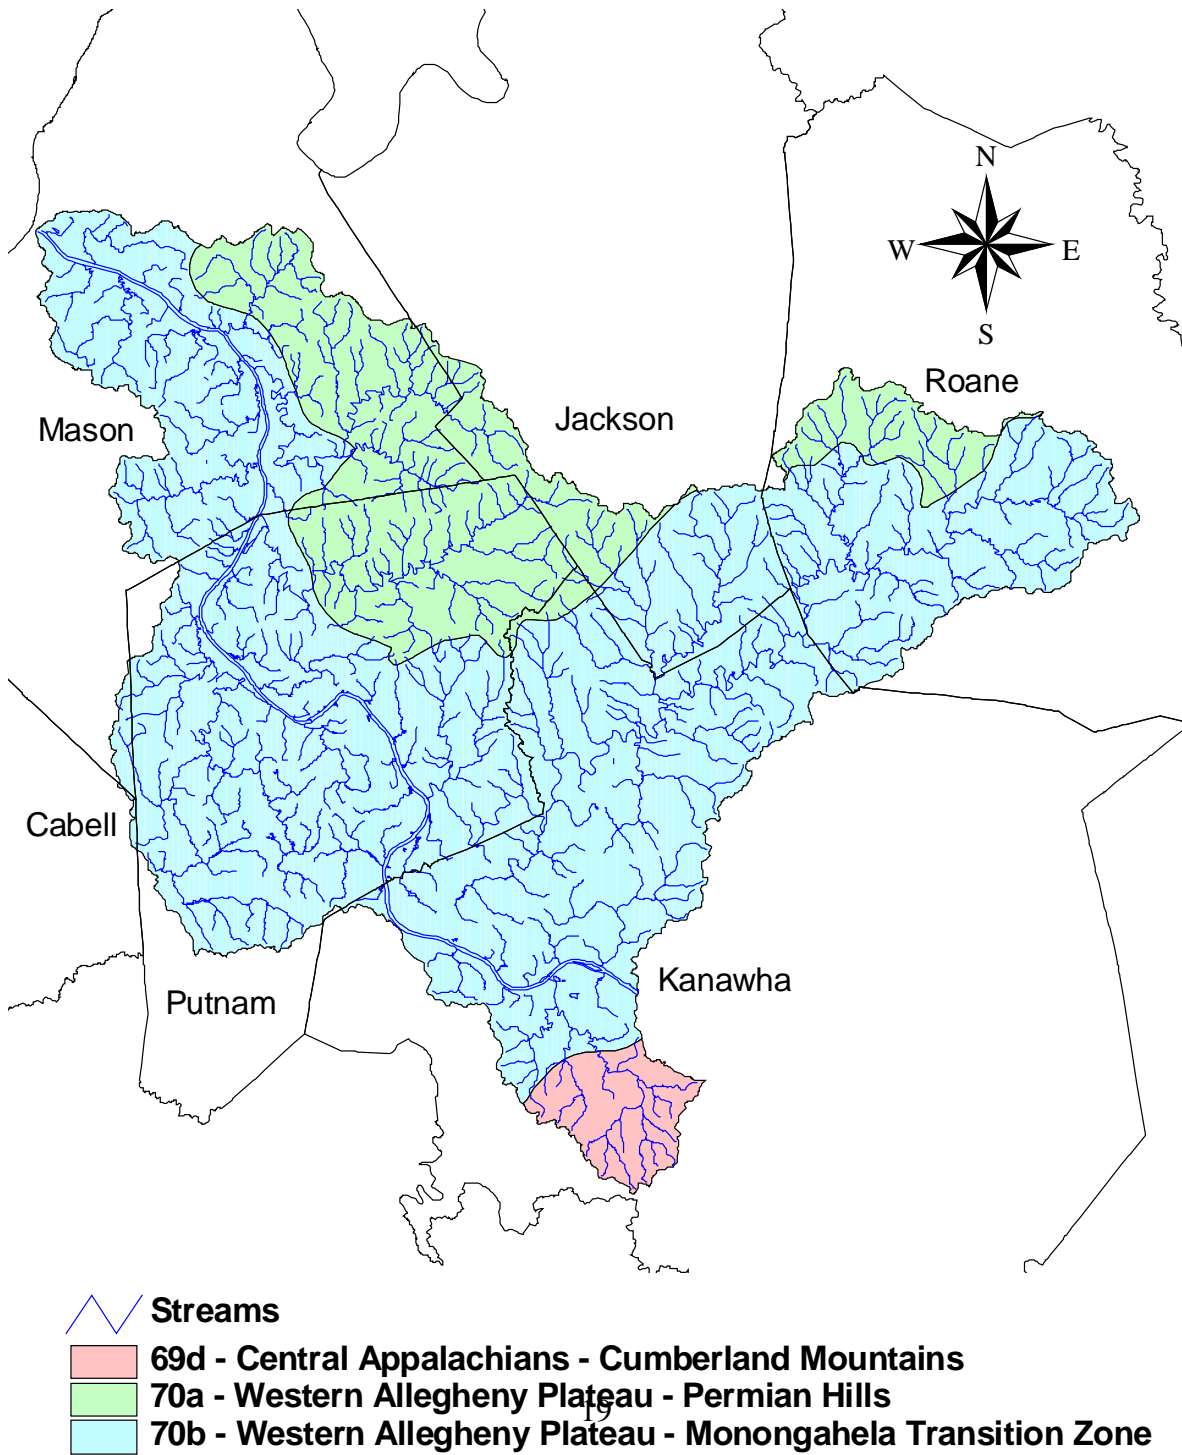 N
W
E
S
Roane
Jackson
Mason
Cabell
Kanawha
Putnam
Streams
69d - Central Appalachians - Cumberland Mountains
70a - Western Allegheny Plateau - Permian Hills
19
70b - Western Allegheny Plateau - Monongahela Transition Zone